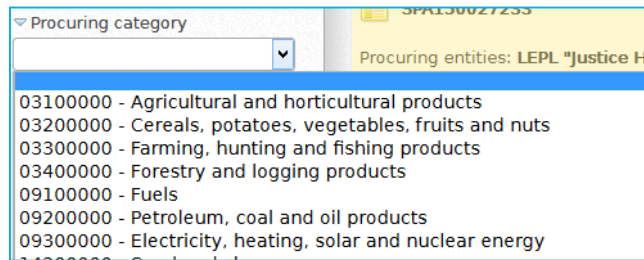 Procuring category
SPA150027233
Procuring entities: LEPL "Justice H
03100000 - Agricultural and horticultural products
03200000 - Cereals, potatoes, vegetables, fruits and nuts
03300000 - Farming, hunting and fishing products
03400000 - Forestry and logging products
09100000 - Fuels
09200000 - Petroleum, coal and oil products
09300000 - Electricity, heating, solar and nuclear energy